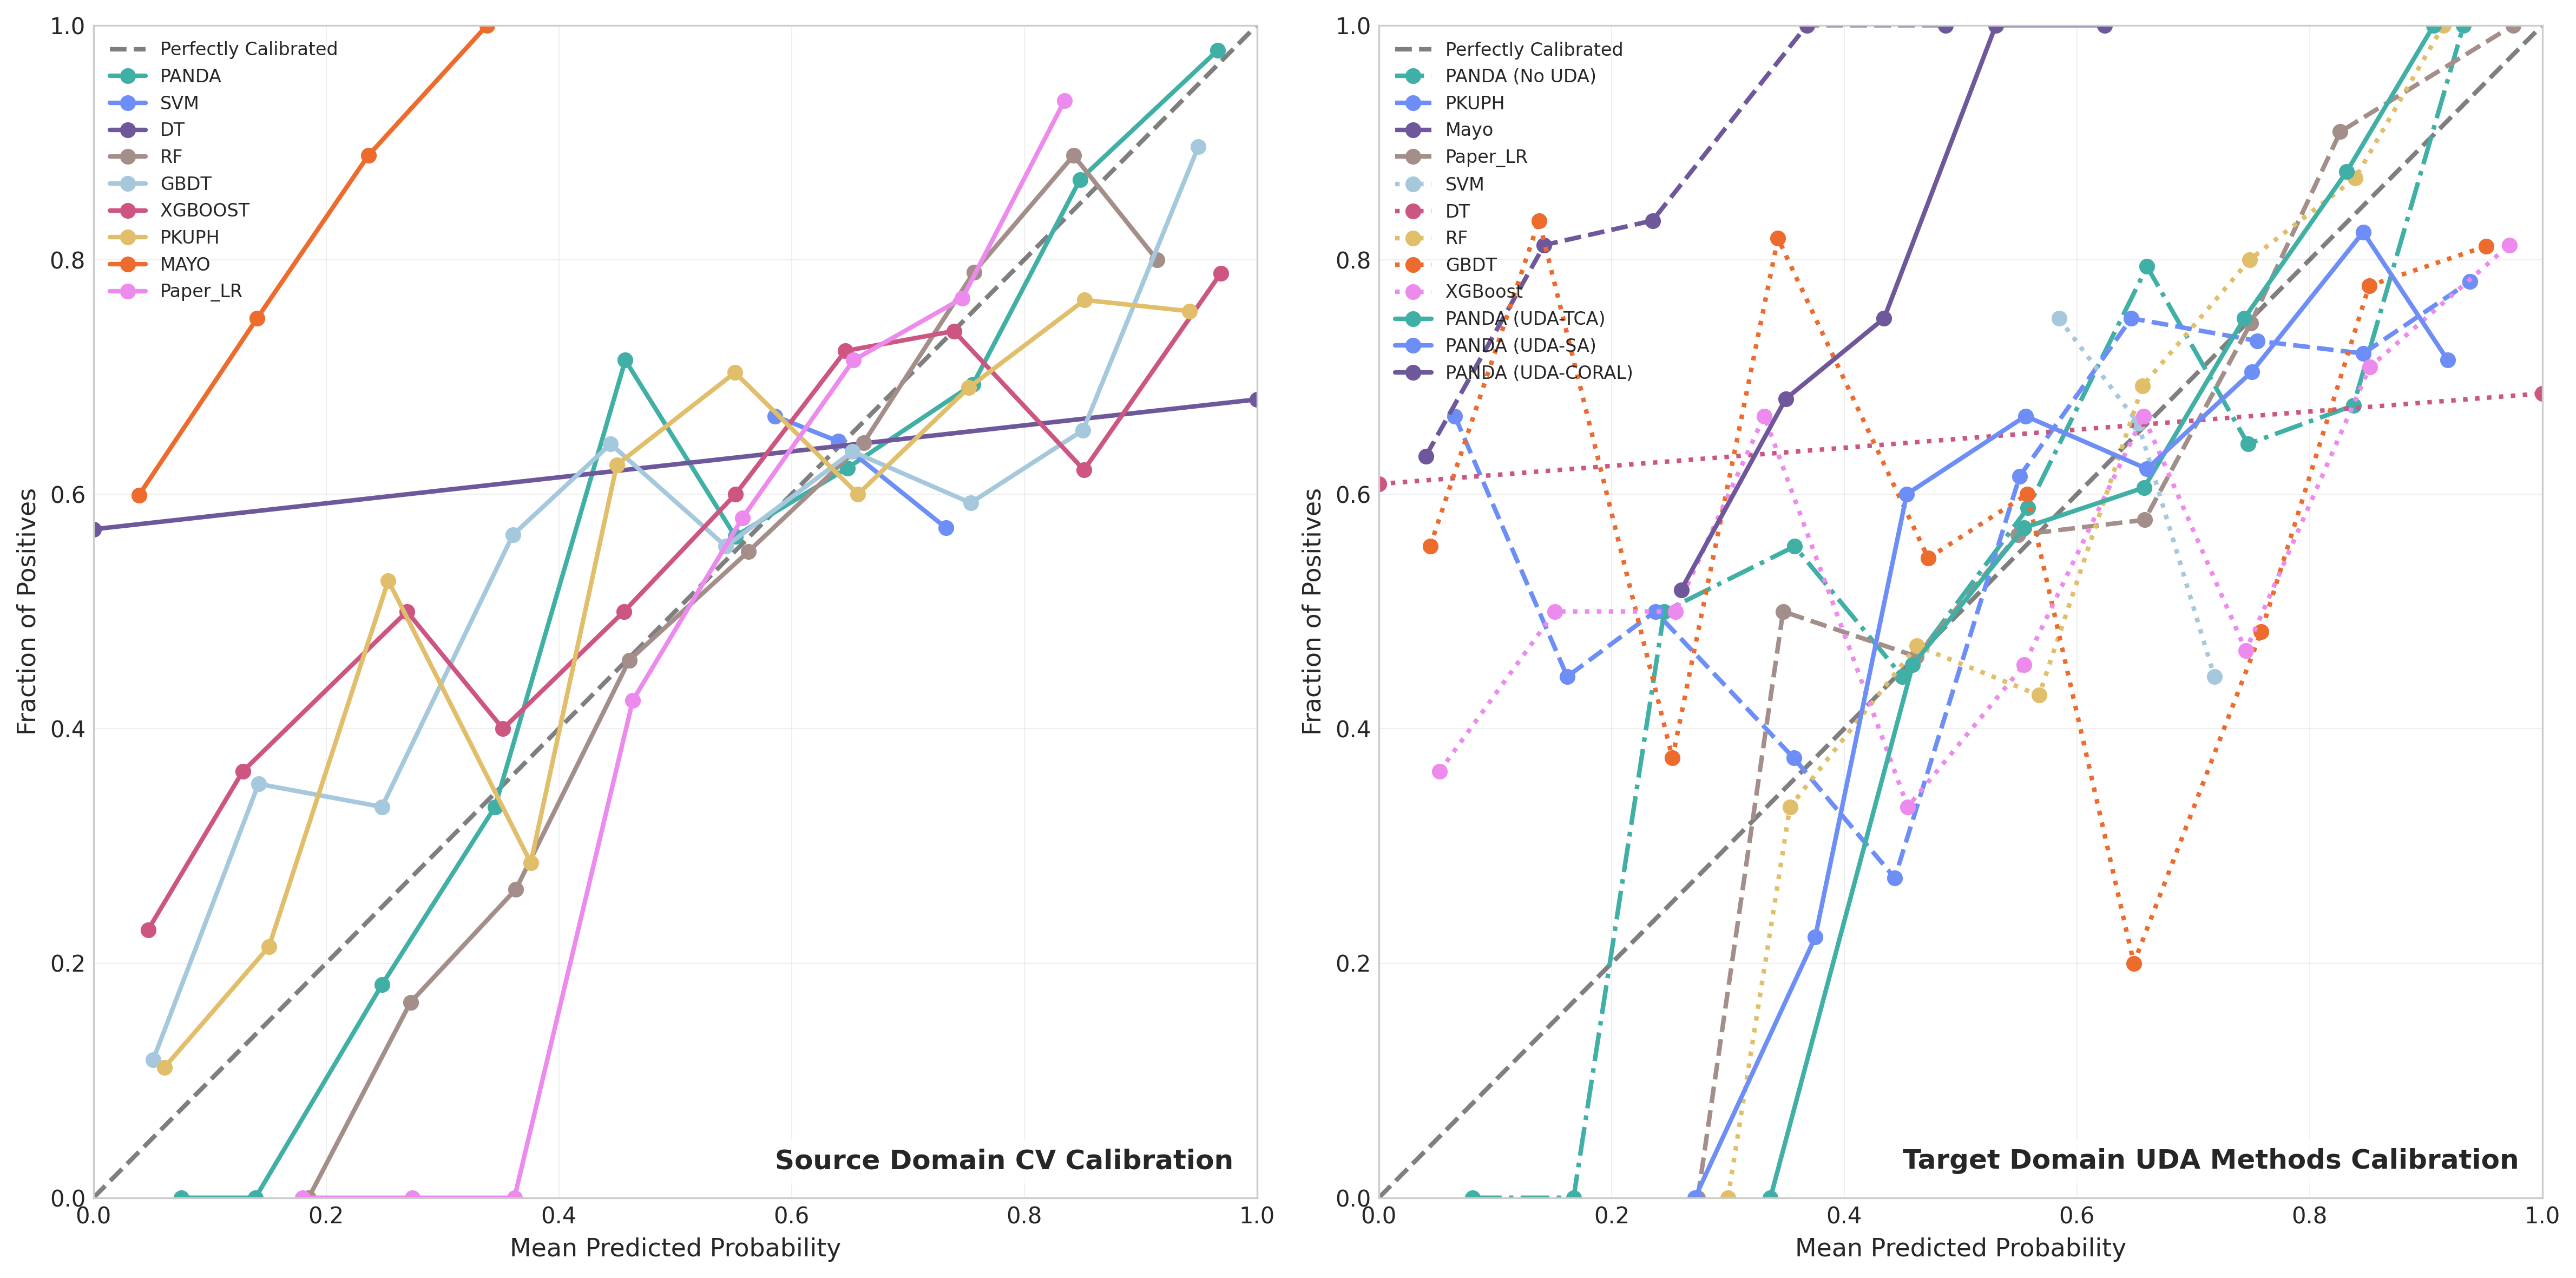 1.0
0.8
0.6
0.4
0.2
0.0
Fraction of Positives
Perfectly Calibrated
PANDA
SVM
DT
RF
GBDT
XGBOOST
PKUPH
MAYO
Paper_LR
Source Domain CV Calibration
0.0 0.2 0.4 0.6 0.8 1.0
Mean Predicted Probability
1.0
0.8
0.6
0.4
0.2
0.0
Fraction of Positives
Perfectly Calibrated
PANDA (No UDA)
PKUPH
Mayo
Paper_LR
SVM
DT
RF
GBDT
XGBoost
PANDA (UDA-TCA)
PANDA (UDA-SA)
PANDA (UDA-CORAL)
Target Domain UDA Methods Calibration
0.0 0.2 0.4 0.6 0.8 1.0
Mean Predicted Probability